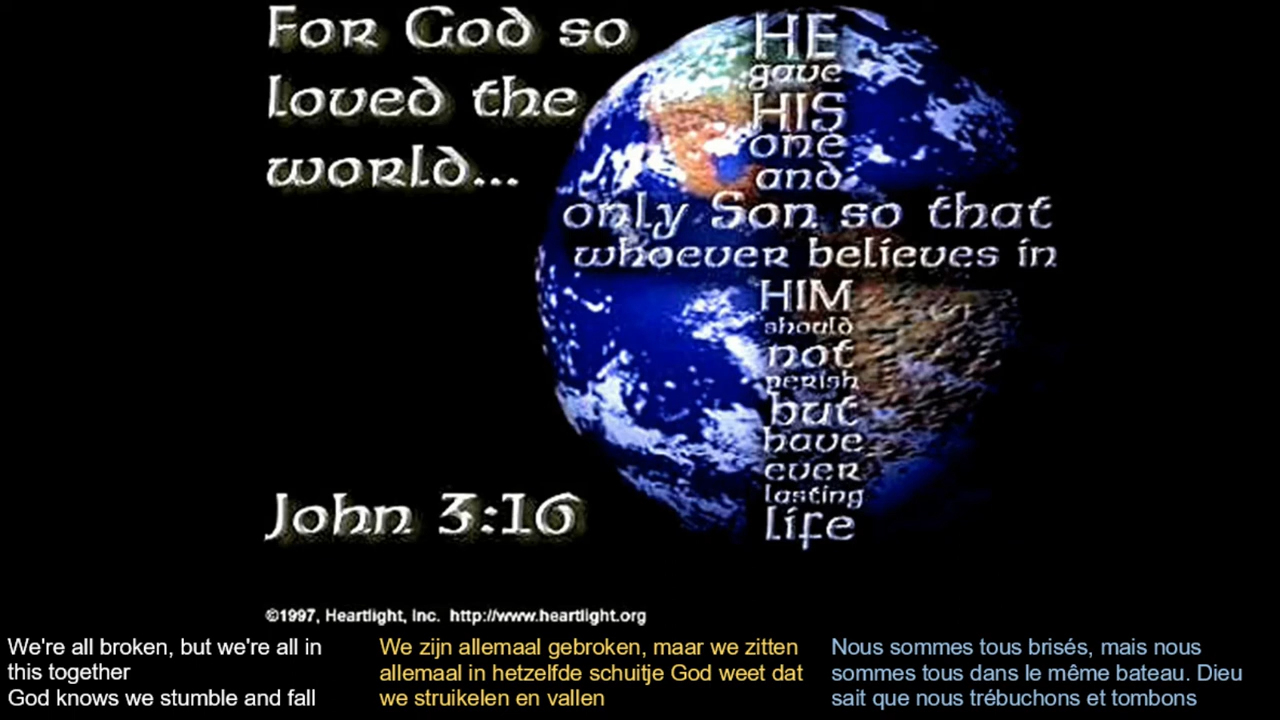 For God so
loved the
world...
HE
gave
HIS
one
and
only Son so that
whoever believes in
HIM
should
not
perish
but
have
ever
lasting
life
John 3:16
©1997, Heartlight, Inc. http://www.heartlight.org
We're all broken, but we're all in
this together
God knows we stumble and fall
We zijn allemaal gebroken, maar we zitten
allemaal in hetzelfde schuitje God weet dat
we struikelen en vallen
Nous sommes tous brisés, mais nous
sommes tous dans le même bateau. Dieu
sait que nous trébuchons et tombons